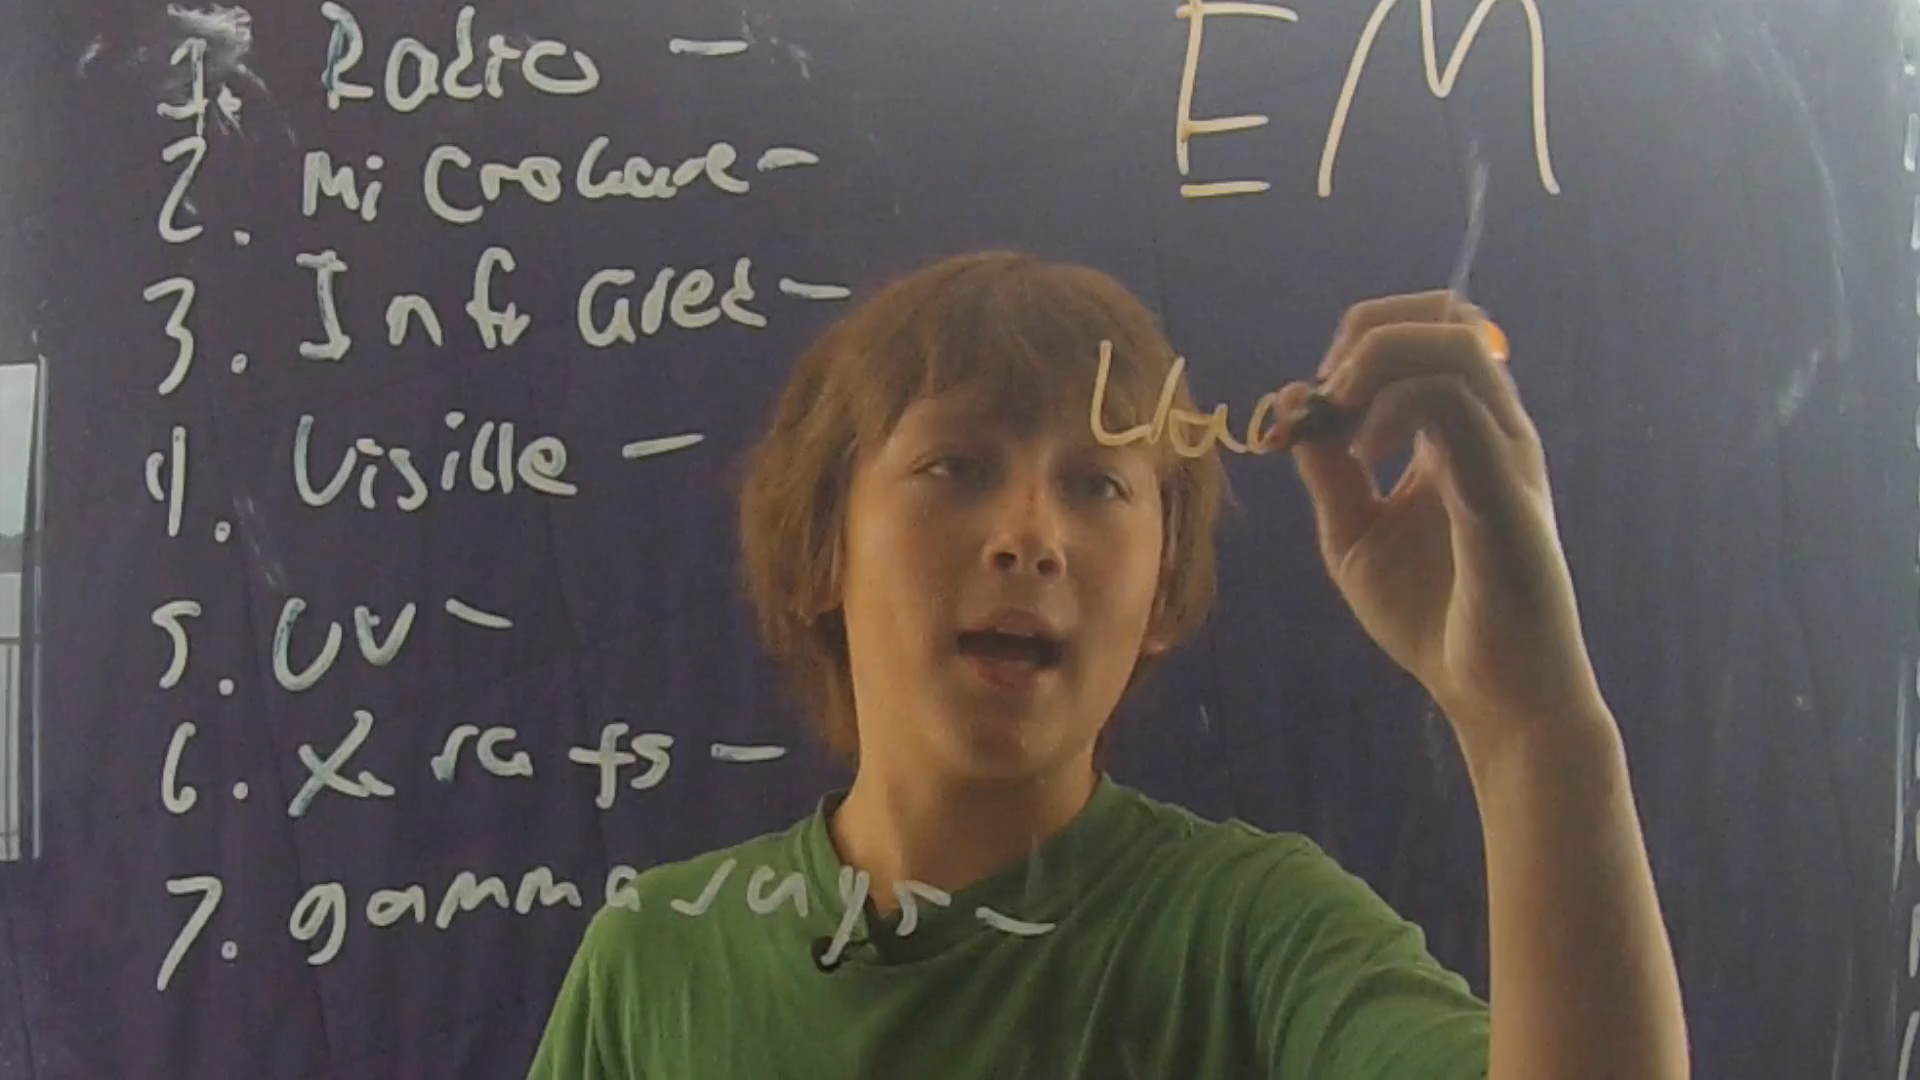 1. Radio -
EM
2. Microwave -
3. Infrared -
4. Visible -
5. UV -
6. X rays -
7. gamma rays -